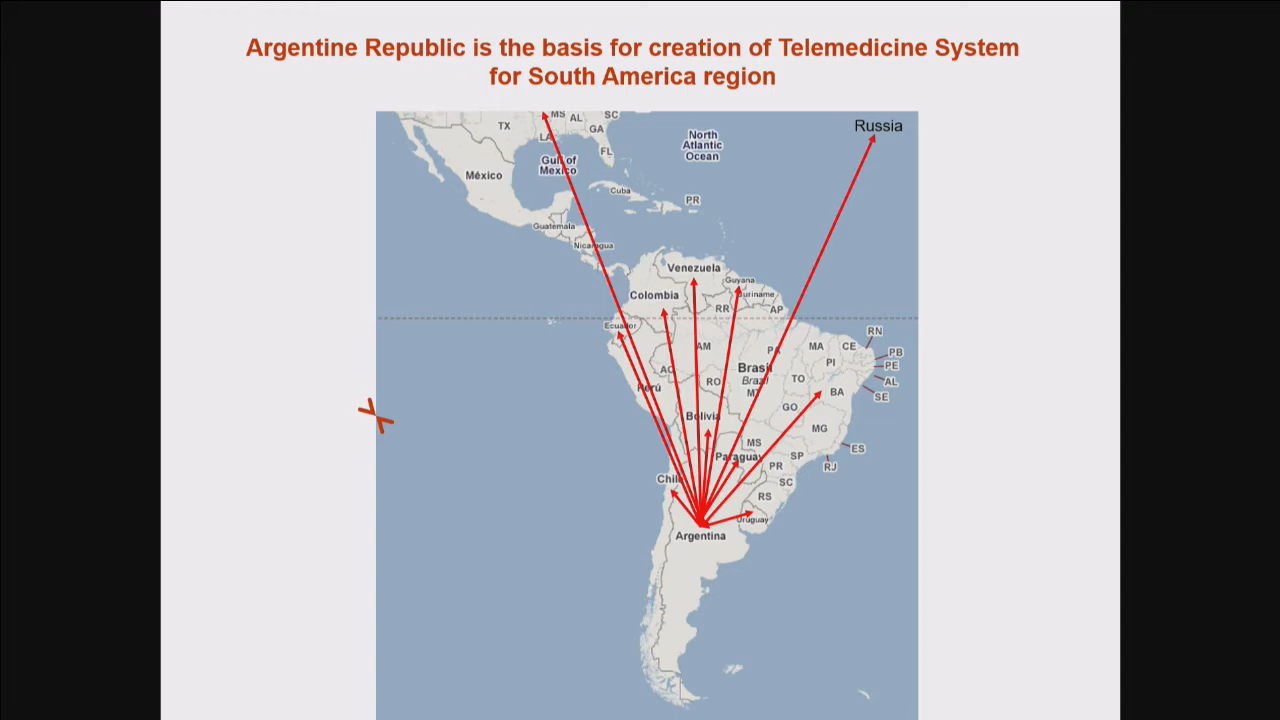 Argentine Republic is the basis for creation of Telemedicine System
for South America region
MS
AL
SC
TX
GA
LA
Russia
North
Atlantic
Ocean
FL
Gulf of
Mexico
México
Cuba
PR
Guatemala
Nicaragua
Venezuela
Guyana
Colombia
Suriname
RR
AP
Ecuador
RN
AM
PA
MA
CE
PB
PI
PE
AC
Brasil
Brazil
RO
TO
AL
Perú
MT
BA
SE
GO
Bolivia
MG
MS
ES
Paraguay
SP
PR
RJ
Chile
SC
RS
Uruguay
Argentina